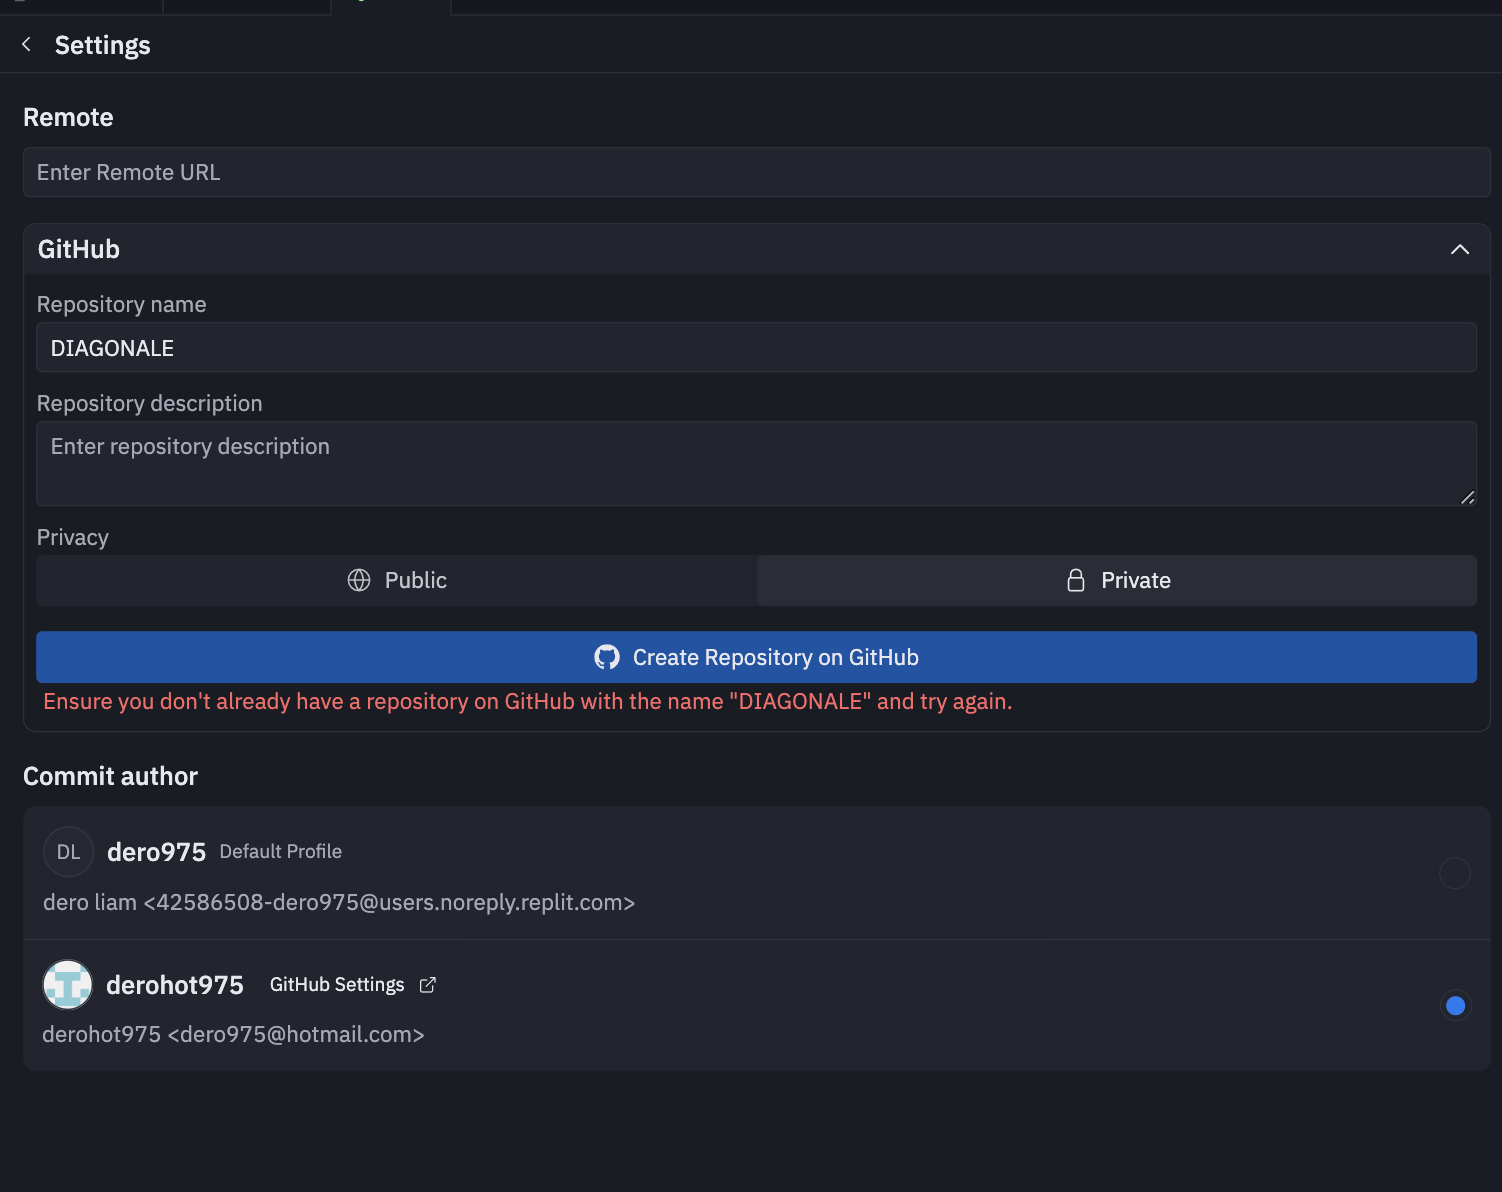 Settings
Remote
Enter Remote URL
GitHub
Repository name
DIAGONALE
Repository description
Enter repository description
Privacy
Public
Private
Create Repository on GitHub
Ensure you don't already have a repository on GitHub with the name "DIAGONALE" and try again.
Commit author
DL
dero975 Default Profile
dero liam <42586508-dero975@users.noreply.replit.com>
derohot975 GitHub Settings
derohot975 <dero975@hotmail.com>